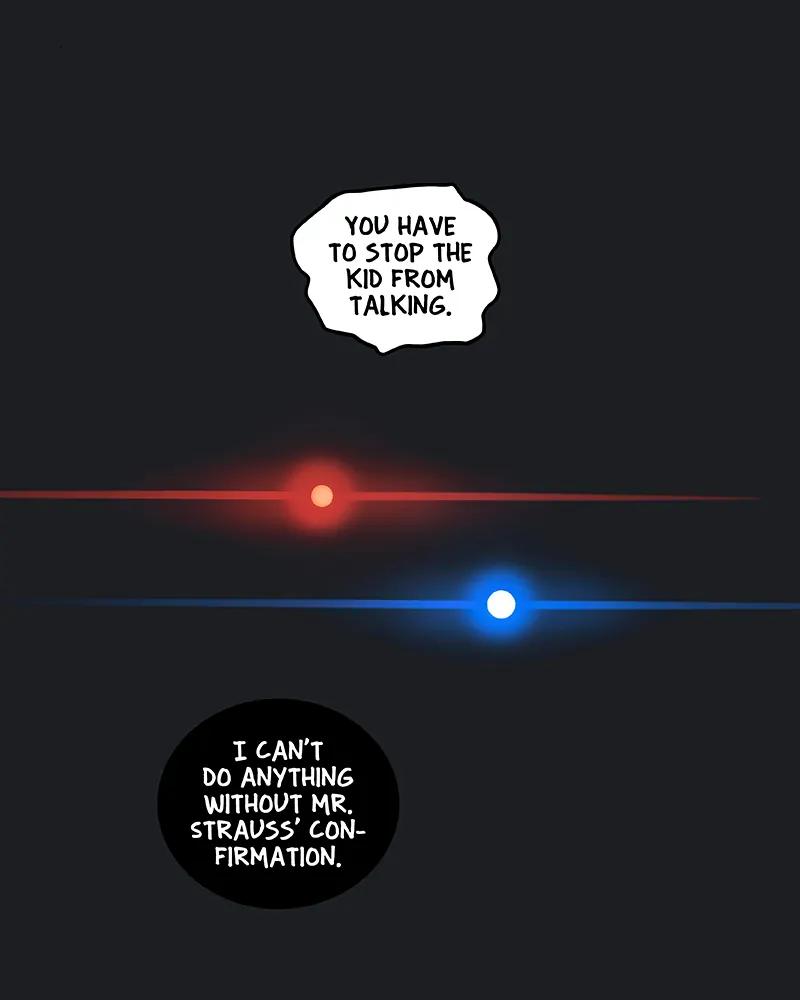 YOU HAVE
TO STOP THE
KID FROM
TALKING.
I CAN'T
DO ANYTHING
WITHOUT MR.
STRAUSS' CON-
FIRMATION.